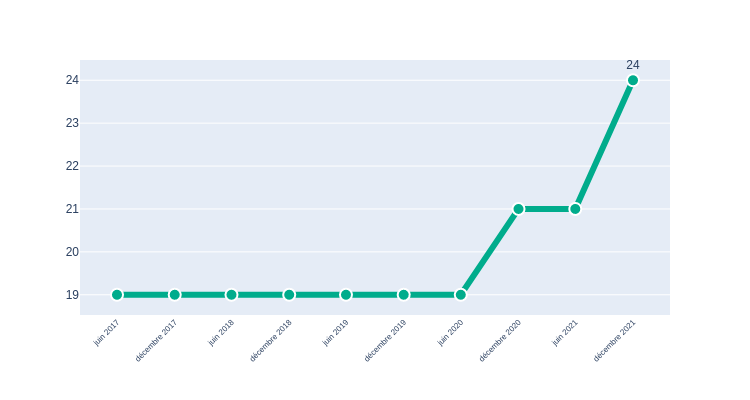 24
24
23
22
21
20
19
juin 2017
décembre 2017
juin 2018
décembre 2018
juin 2019
décembre 2019
juin 2020
décembre 2020
juin 2021
décembre 2021